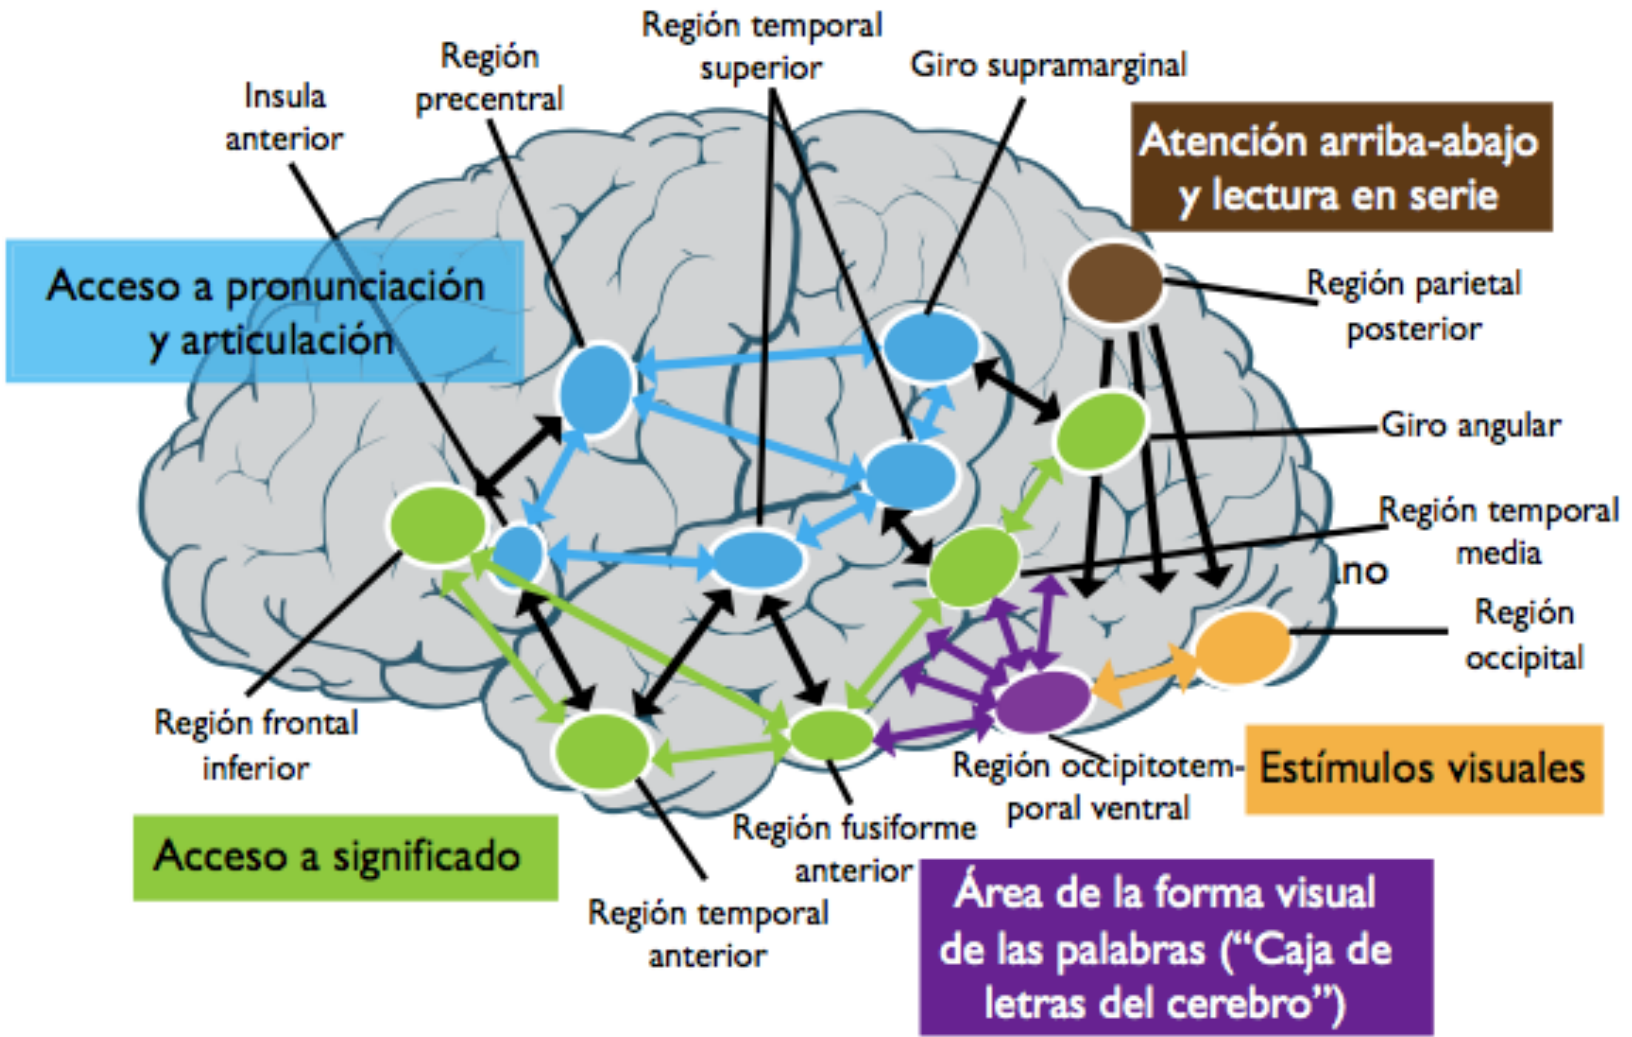 Región temporal
superior
Región
precentral
Giro supramarginal
Insula
anterior
Atención arriba-abajo
y lectura en serie
Acceso a pronunciación
y articulación
Región parietal
posterior
Giro angular
Región temporal
media
ano
Región
occipital
Región frontal
inferior
Región occipitotem-
poral ventral
Estímulos visuales
Región fusiforme
anterior
Acceso a significado
Región temporal
anterior
Área de la forma visual
de las palabras (“Caja de
letras del cerebro”)